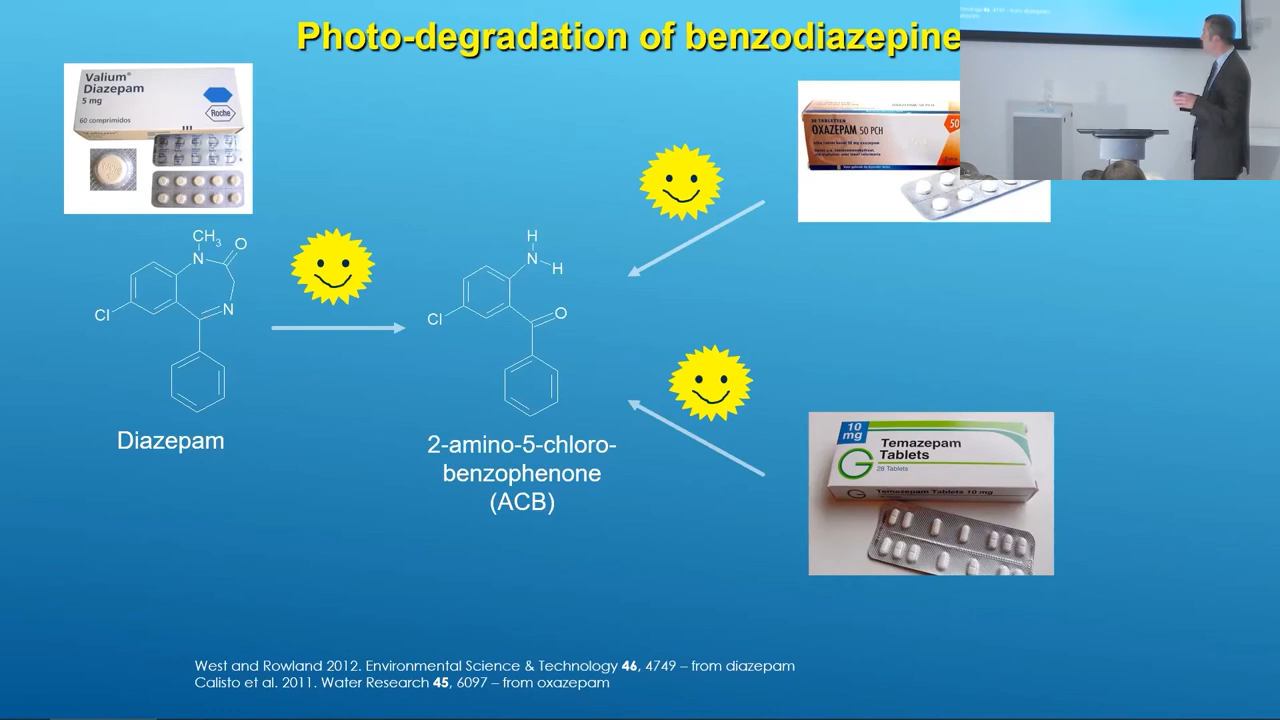 Photo-degradation of benzodiazepine
Valium®
Diazepam
5 mg
60 comprimidos
Roche
OXAZEPAM 50 PCH
50
CH3
O
N
N
Cl
Diazepam
H
N
H
Cl
O
2-amino-5-chloro-
benzophenone
(ACB)
10
mg
Temazepam
Tablets
28 Tablets
G
Temazepam Tablets 10 mg
G
West and Rowland 2012. Environmental Science & Technology 46, 4749 – from diazepam
Calisto et al. 2011. Water Research 45, 6097 – from oxazepam